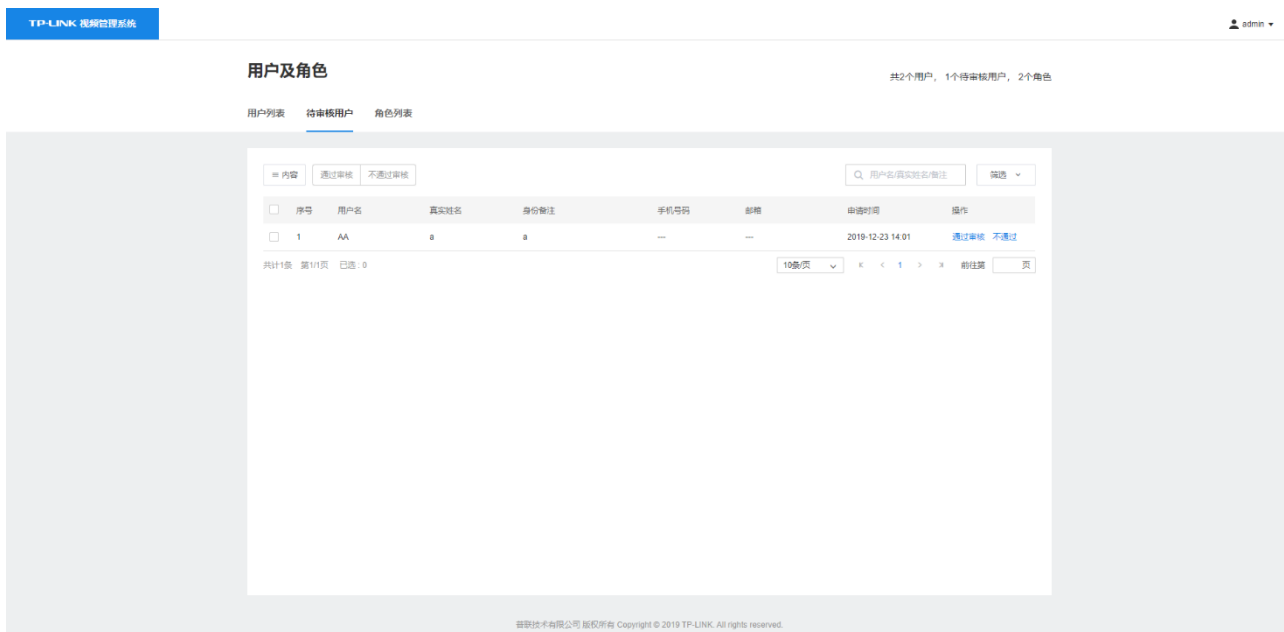 TP-LINK 视频管理系统
admin
用户及角色
共2个用户, 1个待审核用户, 2个角色
用户列表 待审核用户 角色列表
内容 通过审核 不通过审核 用户名/真实姓名/备注 筛选
序号 用户名 真实姓名 身份备注 手机号码 邮箱 申请时间 操作
1 AA a a — — 2019-12-23 14:01 通过审核 不通过
共计1条 第1/1页 已选 : 0 10条/页 1 前往第 页
普联技术有限公司 版权所有 Copyright © 2019 TP-LINK. All rights reserved.